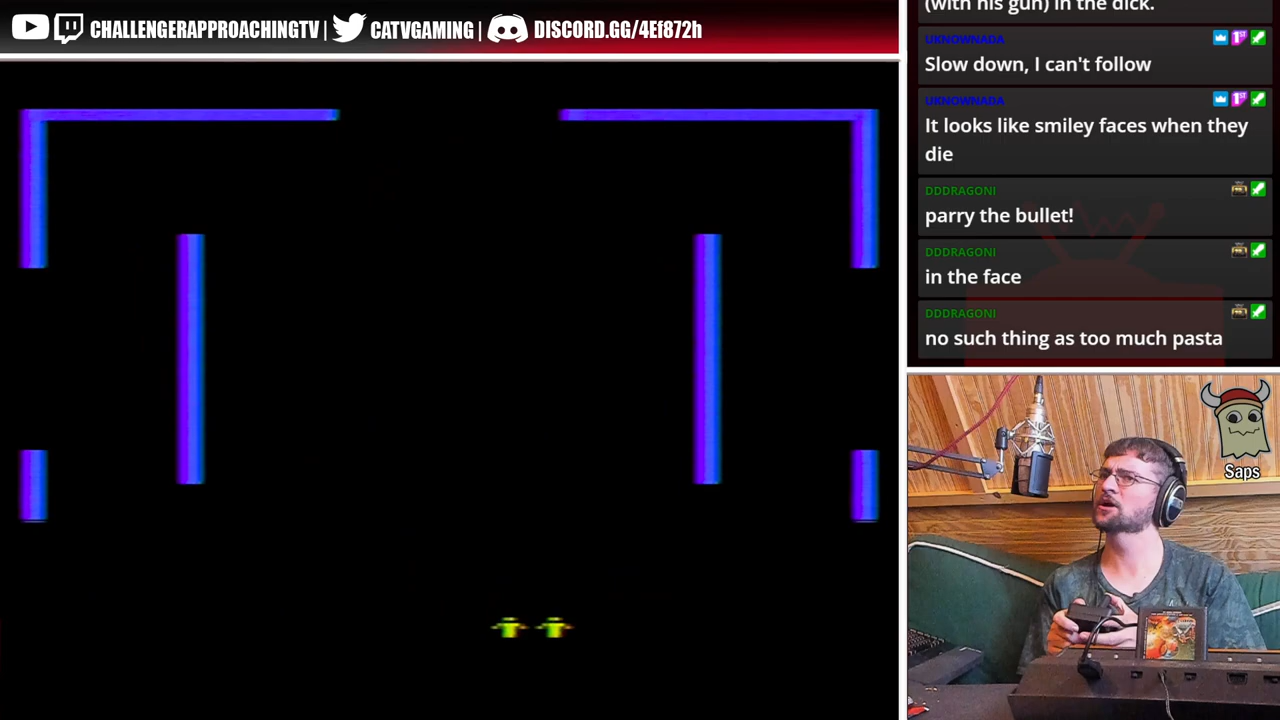 CHALLENGERAPPROACHINGTV | CATVGAMING | DISCORD.GG/4Ef872h
(with his gun) in the dick.
UKNOWNADA
Slow down, I can't follow
UKNOWNADA
It looks like smiley faces when they
die
DDDRAGONI
parry the bullet!
DDDRAGONI
in the face
DDDRAGONI
no such thing as too much pasta
Saps